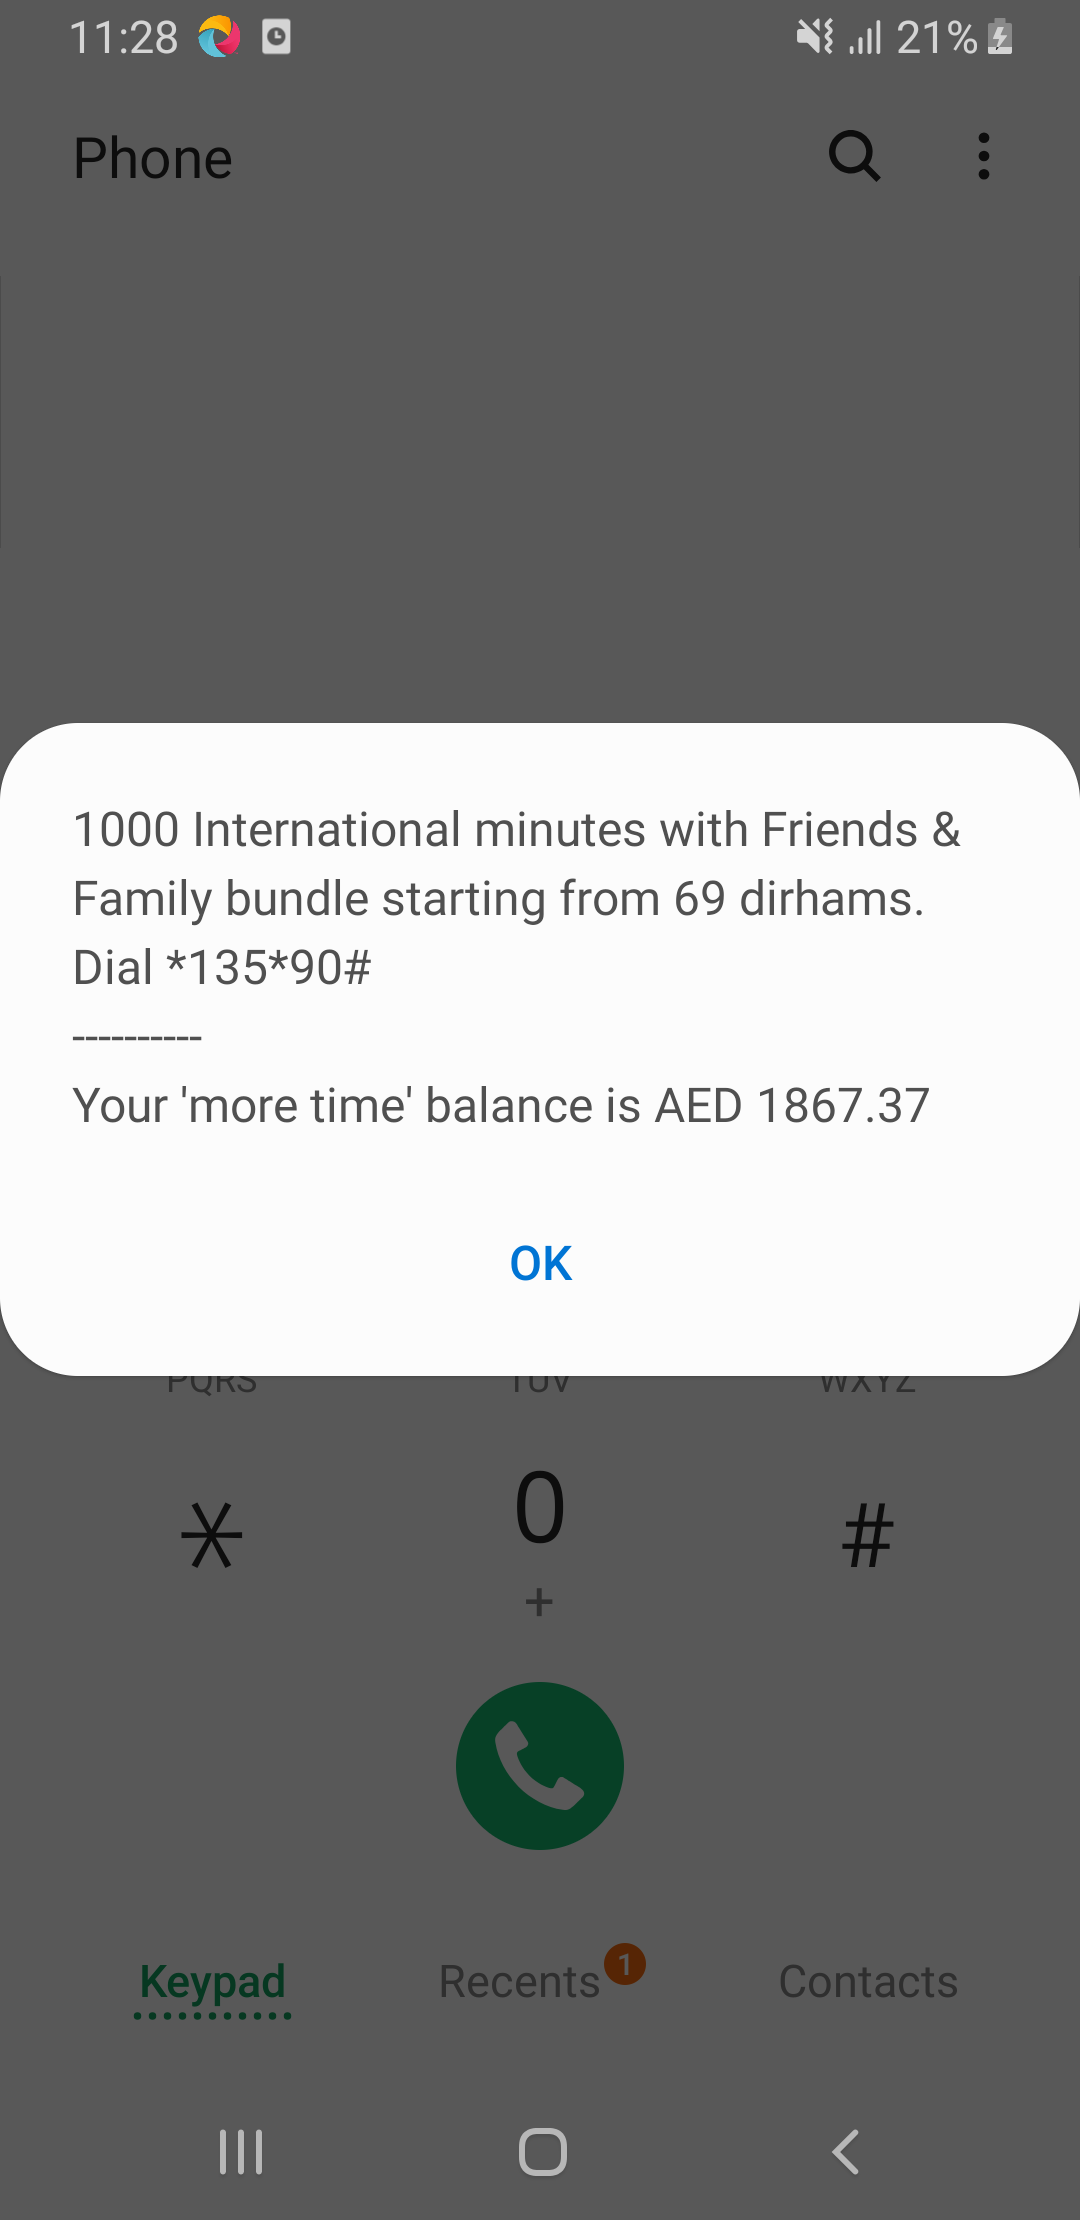 11:28 21%
Phone
1000 International minutes with Friends &
Family bundle starting from 69 dirhams.
Dial *135*90#
----------
Your 'more time' balance is AED 1867.37
OK
PQRS TUV WXYZ
* 0 #
+
Keypad Recents 1 Contacts